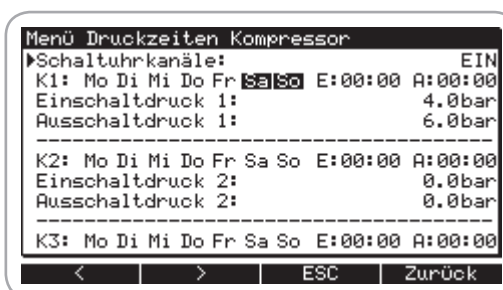 Menü Druckzeiten Kompressor
▶Schaltuhrkanäle: EIN
K1: Mo Di Mi Do Fr Sa So E:00:00 A:00:00
Einschaltdruck 1: 4.0bar
Ausschaltdruck 1: 6.0bar
----------------------------------------
K2: Mo Di Mi Do Fr Sa So E:00:00 A:00:00
Einschaltdruck 2: 0.0bar
Ausschaltdruck 2: 0.0bar
----------------------------------------
K3: Mo Di Mi Do Fr Sa So E:00:00 A:00:00
< > ESC Zurück